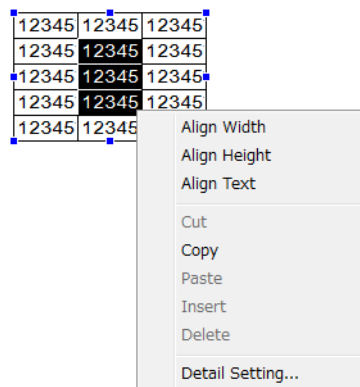 12345 12345 12345
12345 12345 12345
12345 12345 12345
12345 12345 12345
12345 12345
Align Width
Align Height
Align Text
Cut
Copy
Paste
Insert
Delete
Detail Setting...